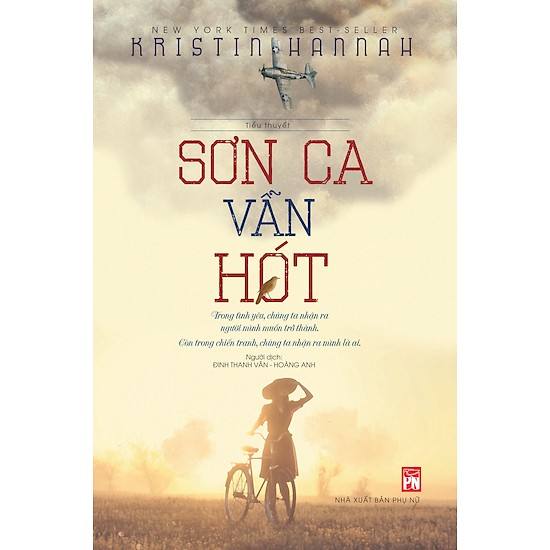 NEW YORK TIMES BEST-SELLER
KRISTIN HANNAH
Tiểu thuyết
SƠN CA
VẪN
HÓT
Trong tình yêu, chúng ta nhận ra
người mình muốn trở thành.
Còn trong chiến tranh, chúng ta nhận ra mình là ai.
Người dịch:
ĐINH THANH VÂN - HOÀNG ANH
PN
NHÀ XUẤT BẢN PHỤ NỮ